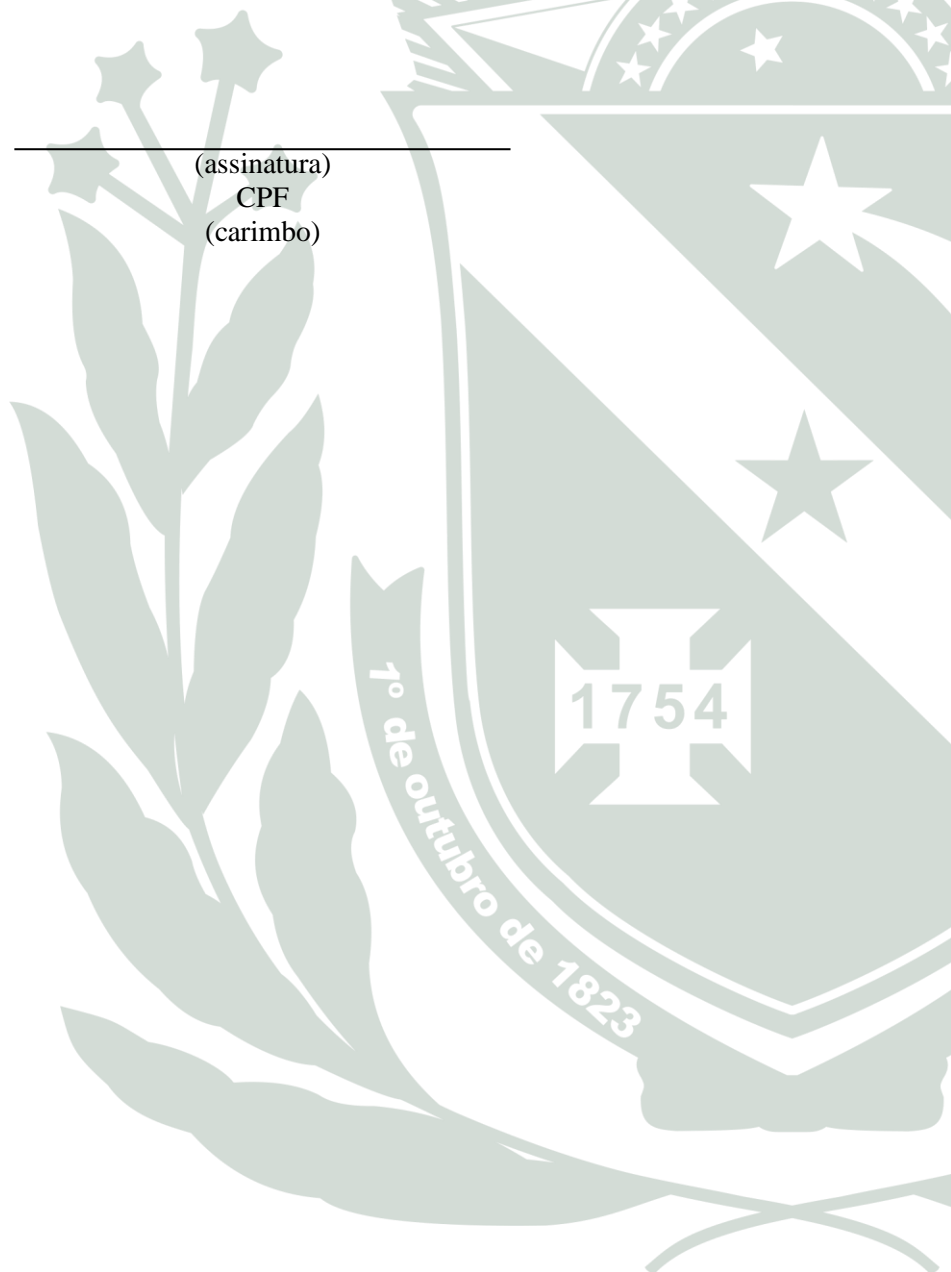 (assinatura)
CPF
(carimbo)
1754
1º de outubro de 1823